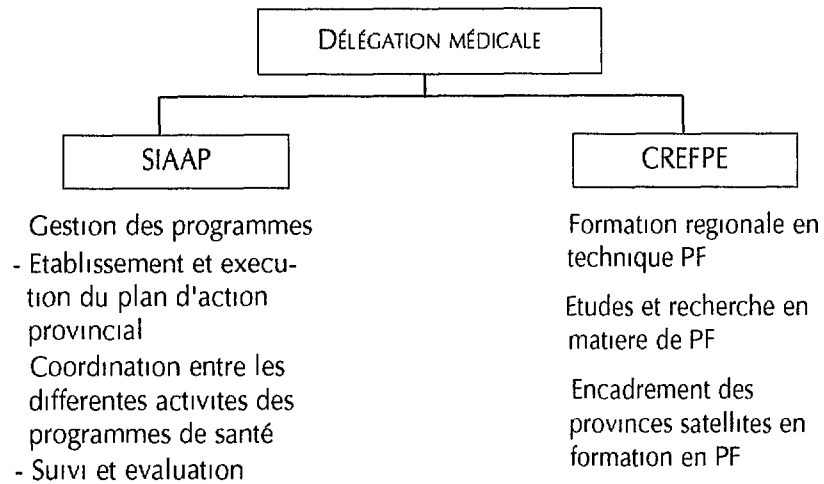 DÉLÉGATION MÉDICALE
SIAAP
Gestion des programmes
- Etablissement et execu-
tion du plan d'action
provincial
Coordination entre les
differentes activites des
programmes de santé
- Suivi et evaluation
CREFPE
Formation regionale en
technique PF
Etudes et recherche en
matiere de PF
Encadrement des
provinces satellites en
formation en PF